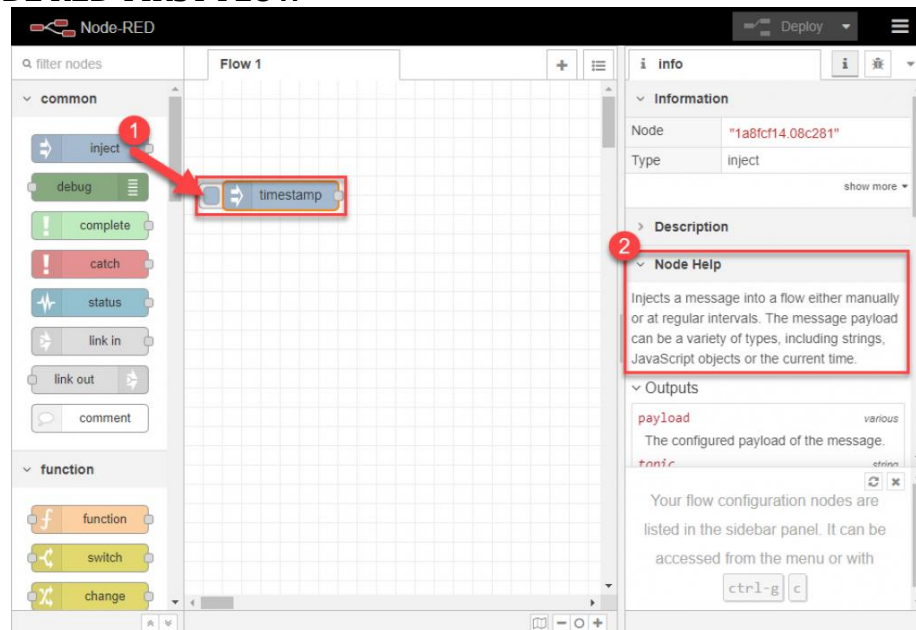 Node-RED
Deploy
filter nodes
Flow 1
i info
i
common
inject
debug
complete
catch
status
link in
link out
comment
function
function
switch
change
1
timestamp
Information
Node "1a8fcf14.08c281"
Type inject
show more
Description
2
Node Help
Injects a message into a flow either manually
or at regular intervals. The message payload
can be a variety of types, including strings,
JavaScript objects or the current time.
Outputs
payload various
The configured payload of the message.
topic string
Your flow configuration nodes are
listed in the sidebar panel. It can be
accessed from the menu or with
ctrl-g c